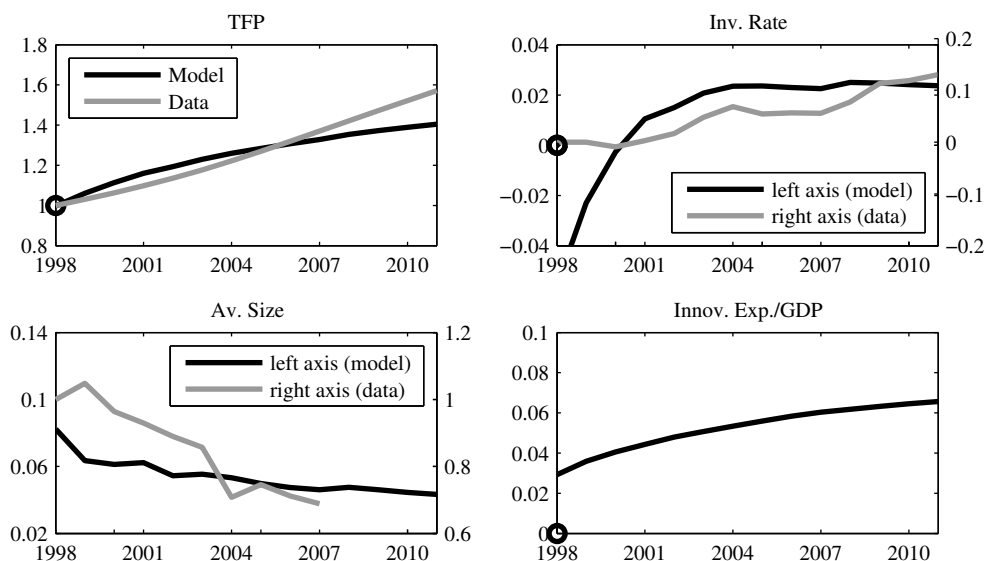 TFP
1.8
1.6
1.4
1.2
1
0.8
Model
Data
1998 2001 2004 2007 2010
Inv. Rate
0.04
0.02
0
−0.02
−0.04
0.2
0.1
0
−0.1
−0.2
left axis (model)
right axis (data)
1998 2001 2004 2007 2010
Av. Size
0.14
0.1
0.06
0.02
1.2
1
0.8
0.6
left axis (model)
right axis (data)
1998 2001 2004 2007 2010
Innov. Exp./GDP
0.1
0.08
0.06
0.04
0.02
0
1998 2001 2004 2007 2010